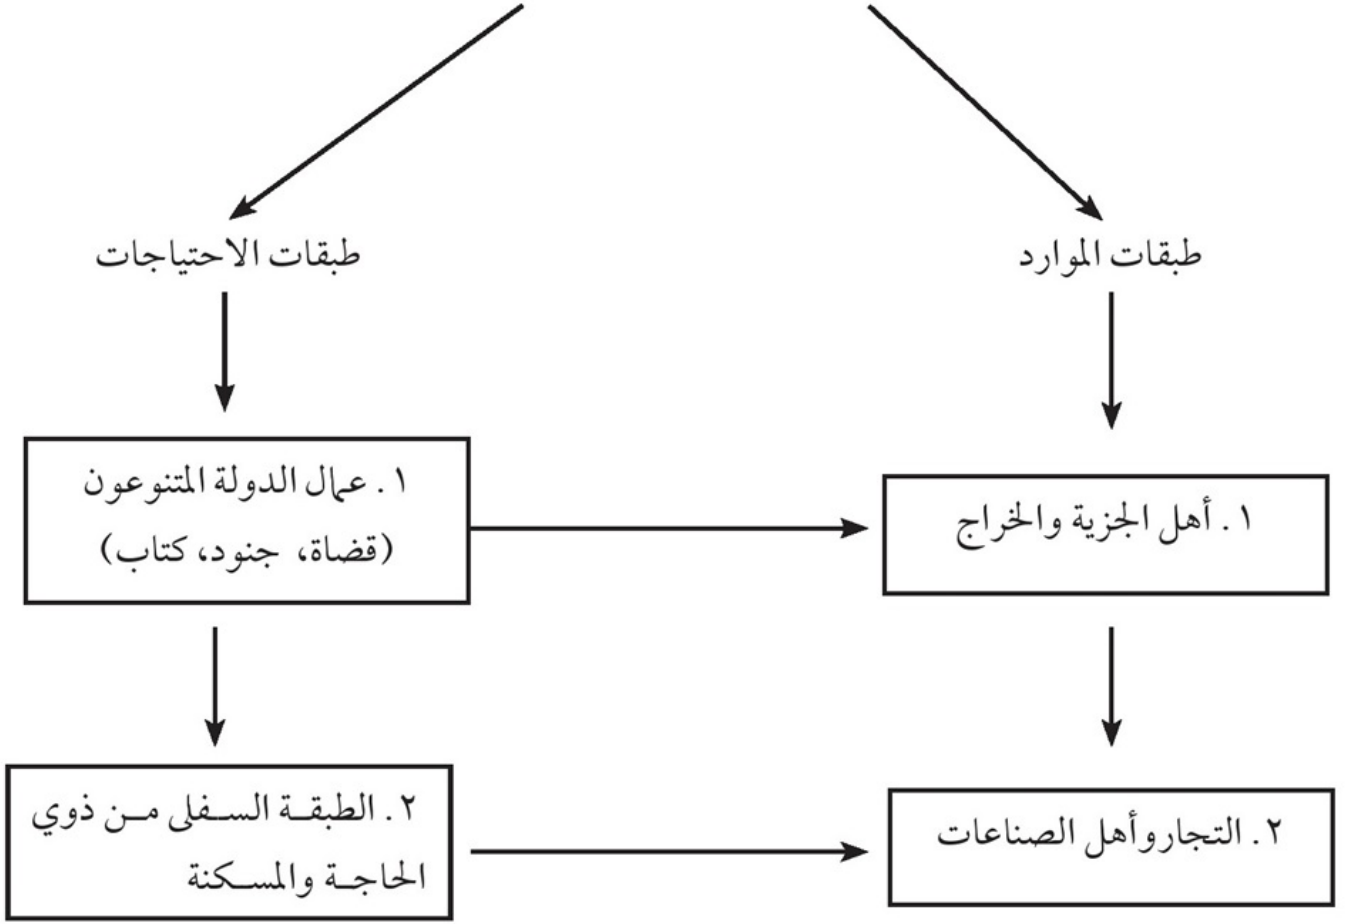 طبقات الموارد
طبقات الاحتياجات
١. أهل الجزية والخراج
١. عمال الدولة المتنوعون
(قضاة، جنود، كتاب)
٢. التجار وأهل الصناعات
٢. الطبقة السفلى من ذوي
الحاجة والمسكنة